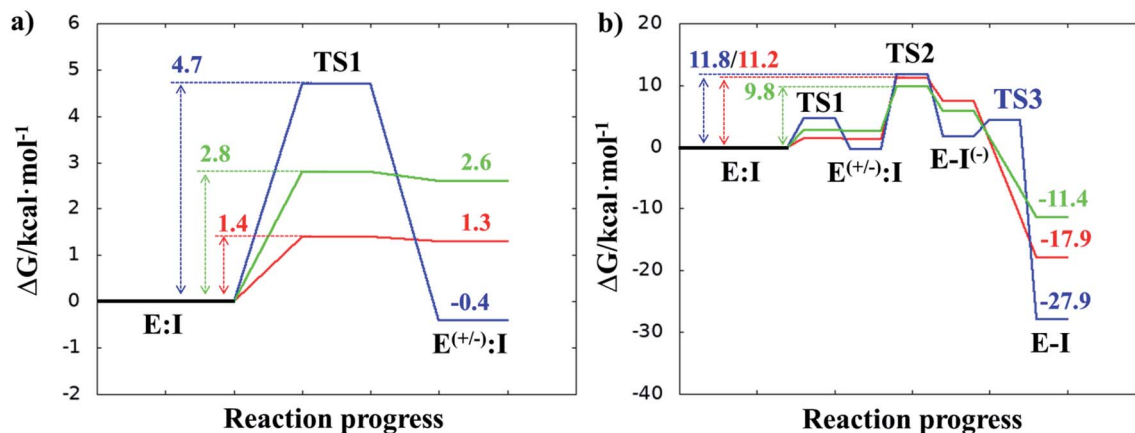 a)
6
5
4
3
2
1
0
-1
-2
ΔG/kcal·mol⁻¹
4.7
TS1
2.8
2.6
1.4
1.3
-0.4
E:I
E(+/-):I
Reaction progress
b)
20
10
0
-10
-20
-30
-40
ΔG/kcal·mol⁻¹
TS2
11.8/11.2
9.8
TS1
TS3
E:I
E(+/-):I
E-I(-)
-11.4
-17.9
-27.9
E-I
Reaction progress